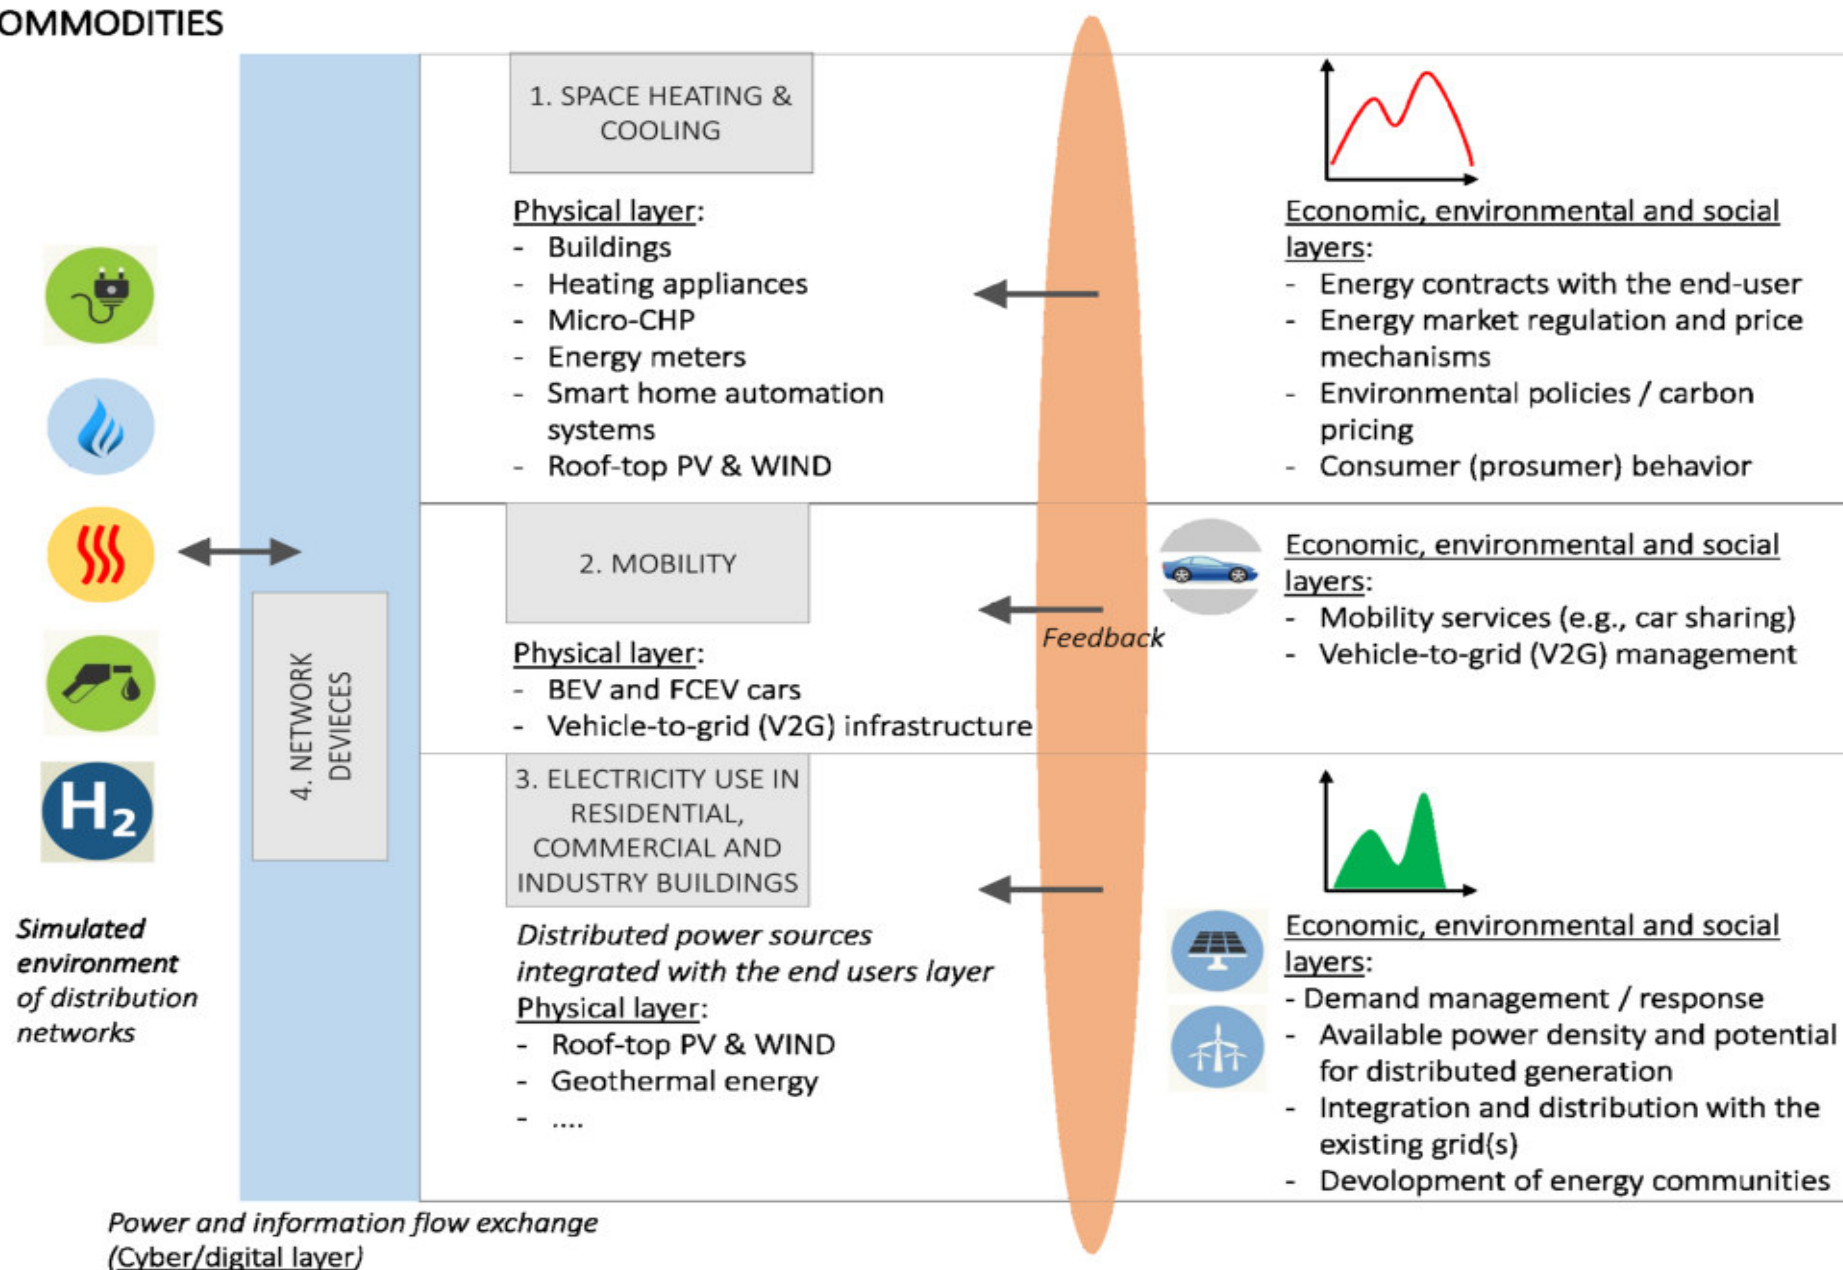 OMMODITIES
1. SPACE HEATING &
COOLING
Physical layer:
- Buildings
- Heating appliances
- Micro-CHP
- Energy meters
- Smart home automation
systems
- Roof-top PV & WIND
Economic, environmental and social
layers:
- Energy contracts with the end-user
- Energy market regulation and price
mechanisms
- Environmental policies / carbon
pricing
- Consumer (prosumer) behavior
2. MOBILITY
Physical layer:
- BEV and FCEV cars
- Vehicle-to-grid (V2G) infrastructure
Feedback
Economic, environmental and social
layers:
- Mobility services (e.g., car sharing)
- Vehicle-to-grid (V2G) management
4. NETWORK
DEVIECES
H2
3. ELECTRICITY USE IN
RESIDENTIAL,
COMMERCIAL AND
INDUSTRY BUILDINGS
Distributed power sources
integrated with the end users layer
Physical layer:
- Roof-top PV & WIND
- Geothermal energy
- ....
Economic, environmental and social
layers:
- Demand management / response
- Available power density and potential
for distributed generation
- Integration and distribution with the
existing grid(s)
- Devolopment of energy communities
Simulated
environment
of distribution
networks
Power and information flow exchange
(Cyber/digital layer)